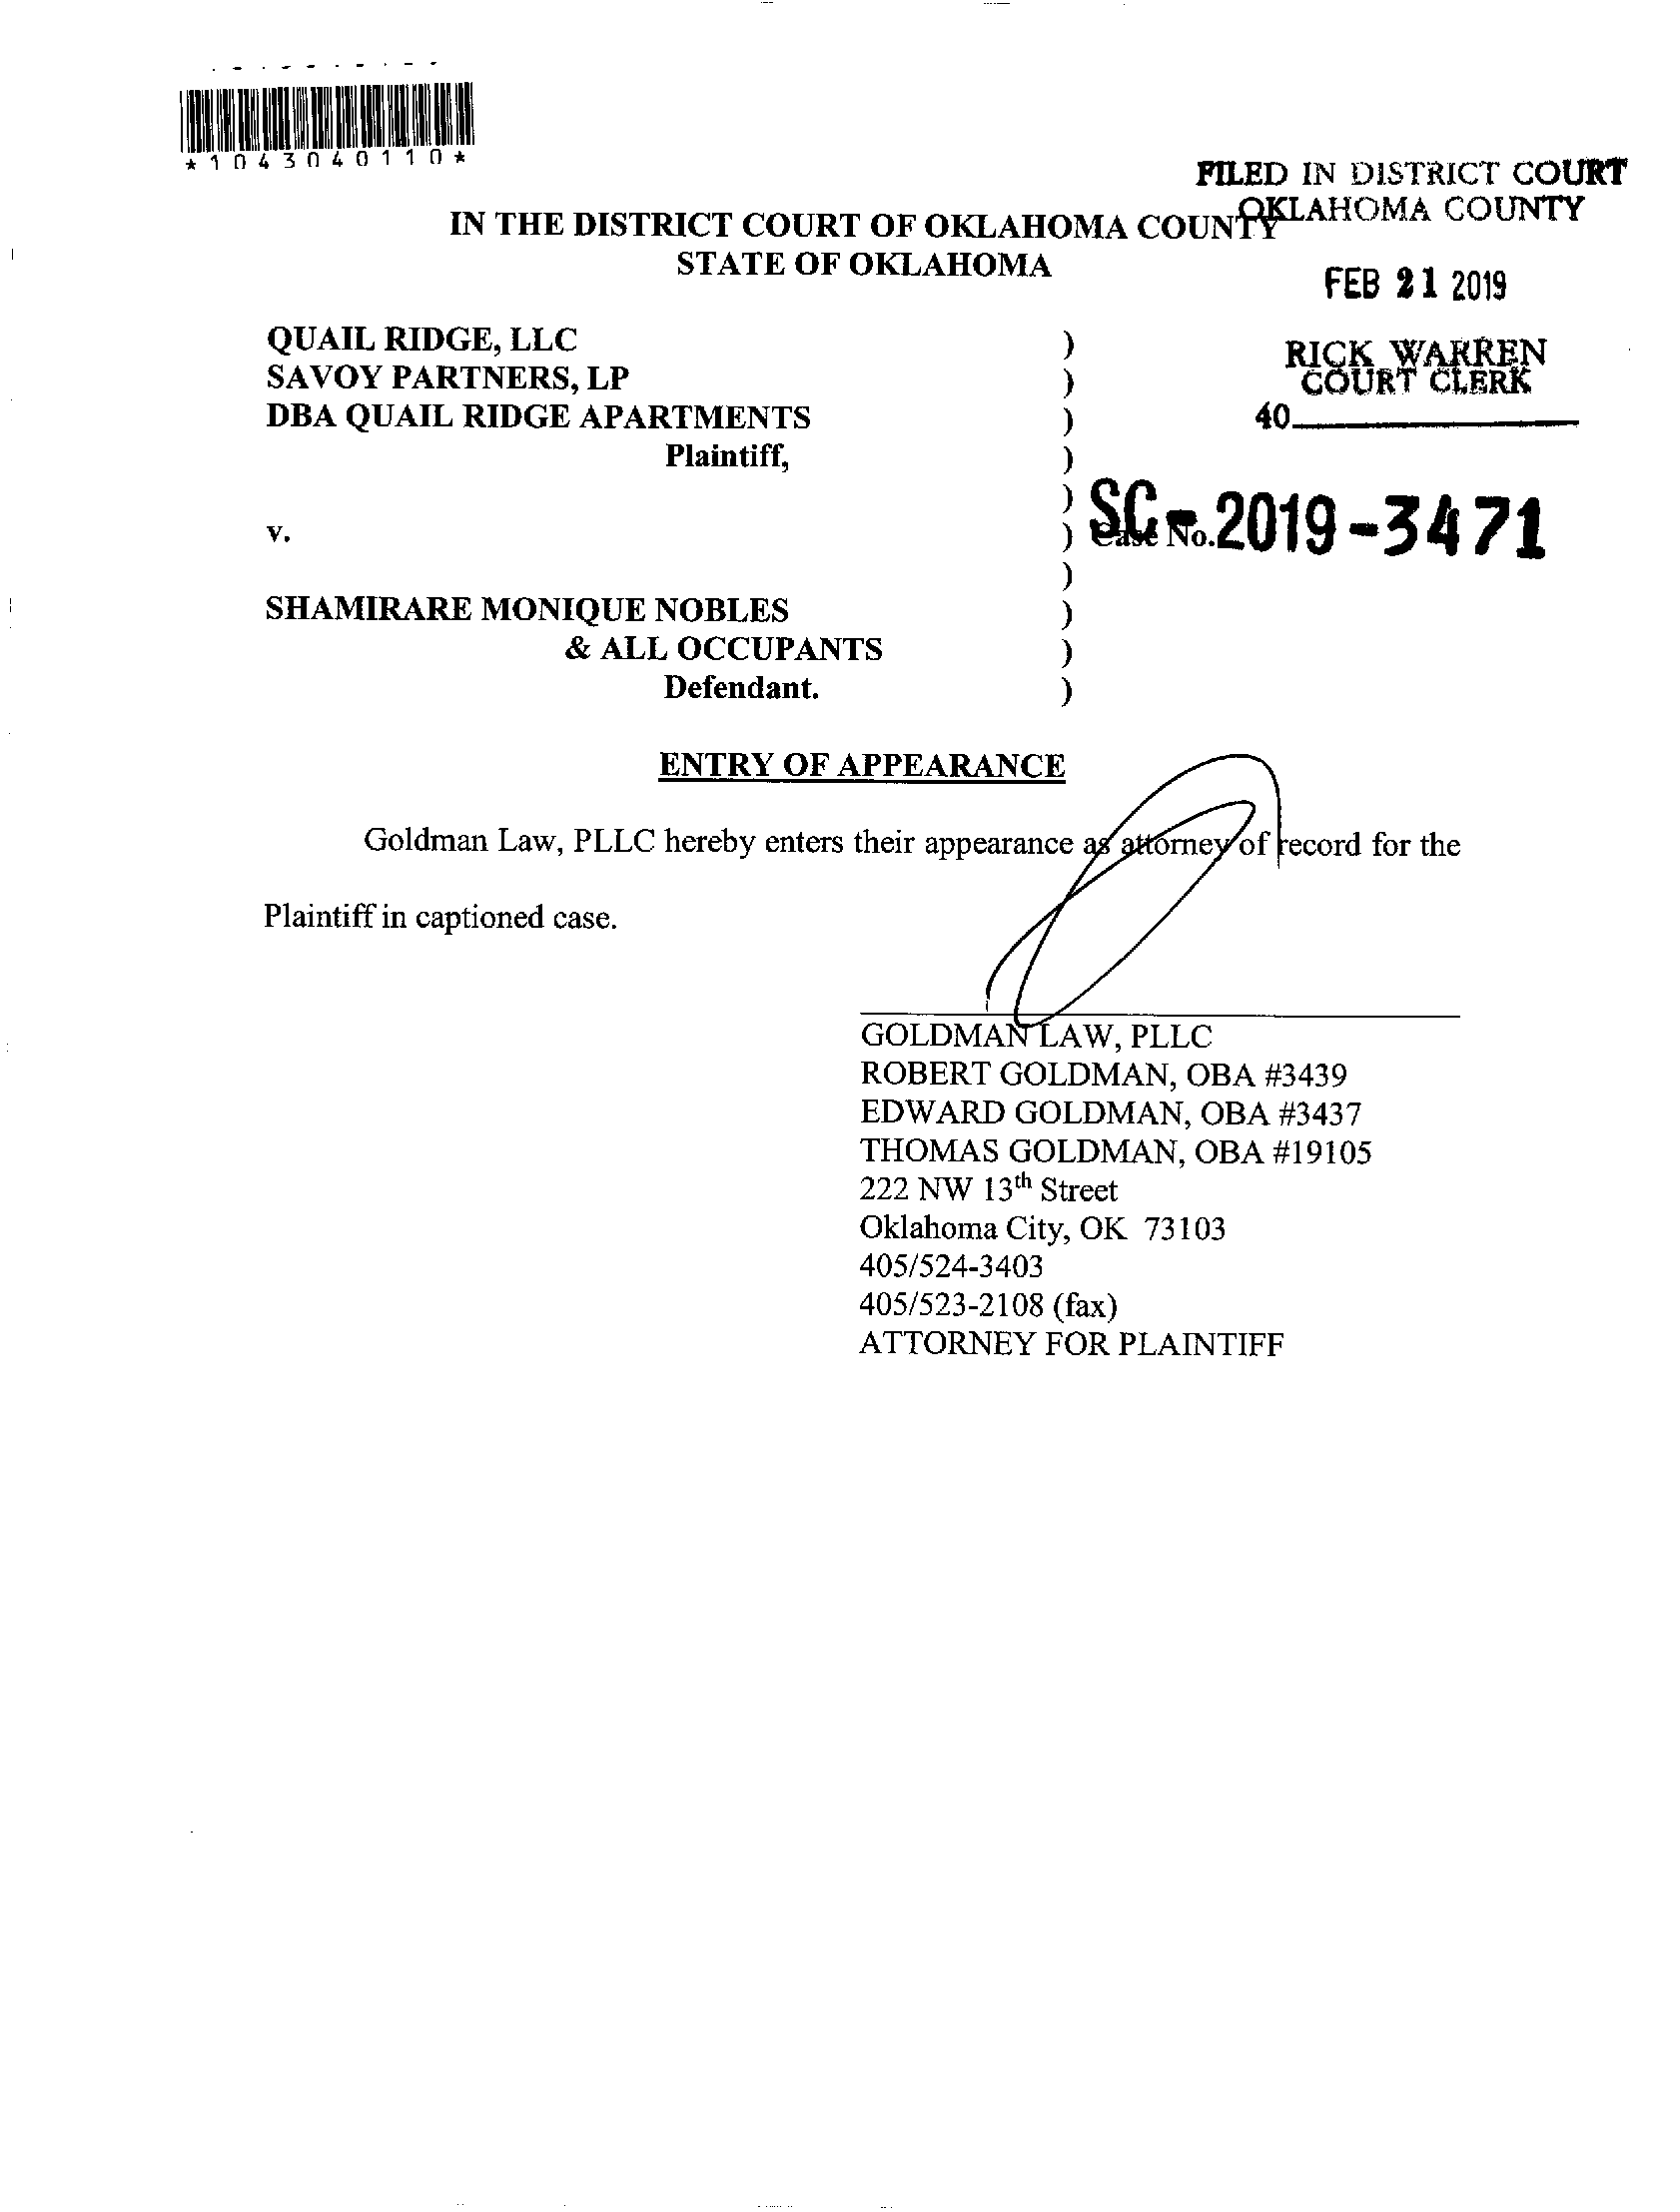 *1043040110*
FILED IN DISTRICT COURT
OKLAHOMA COUNTY
IN THE DISTRICT COURT OF OKLAHOMA COUNTY
STATE OF OKLAHOMA
FEB 21 2019
QUAIL RIDGE, LLC )
SAVOY PARTNERS, LP )
DBA QUAIL RIDGE APARTMENTS )
Plaintiff, )
RICK WARREN
COURT CLERK
40
)
v. ) Case No. SC-2019-3471
)
SHAMIRARE MONIQUE NOBLES )
& ALL OCCUPANTS )
Defendant. )
ENTRY OF APPEARANCE
Goldman Law, PLLC hereby enters their appearance as attorney of record for the
Plaintiff in captioned case.
GOLDMAN LAW, PLLC
ROBERT GOLDMAN, OBA #3439
EDWARD GOLDMAN, OBA #3437
THOMAS GOLDMAN, OBA #19105
222 NW 13th Street
Oklahoma City, OK 73103
405/524-3403
405/523-2108 (fax)
ATTORNEY FOR PLAINTIFF